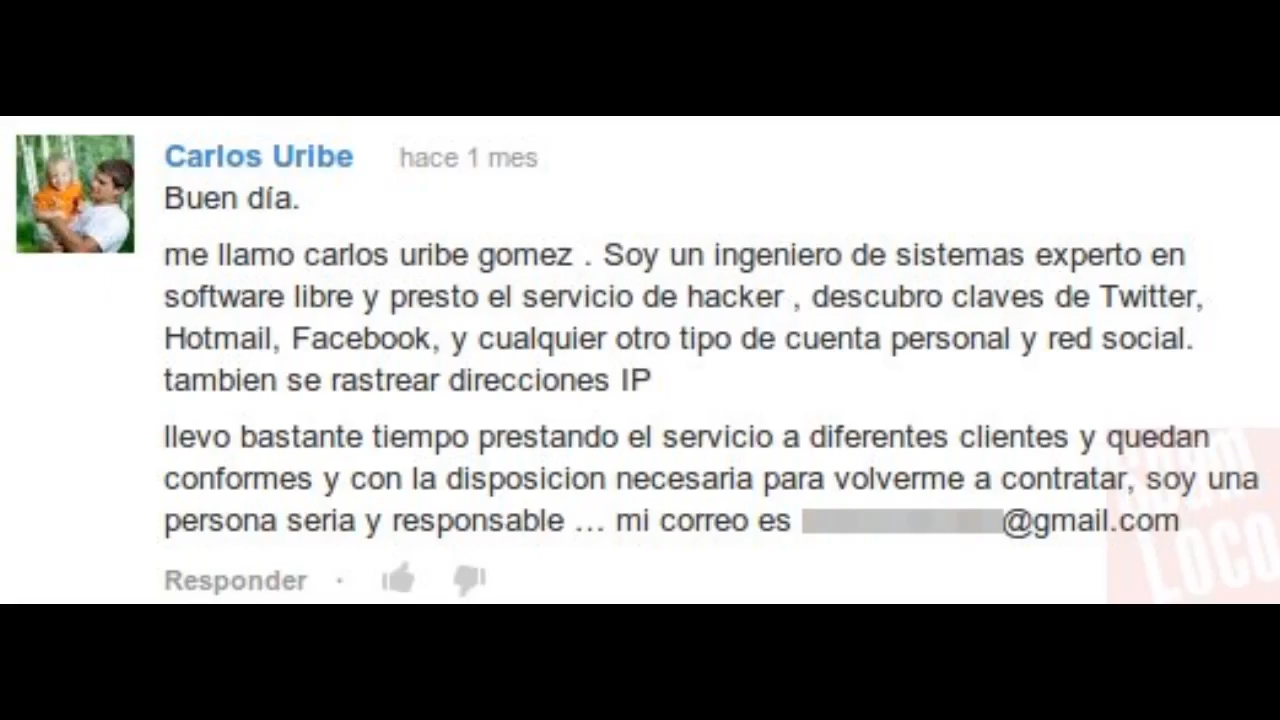 Carlos Uribe hace 1 mes
Buen día.
me llamo carlos uribe gomez . Soy un ingeniero de sistemas experto en
software libre y presto el servicio de hacker , descubro claves de Twitter,
Hotmail, Facebook, y cualquier otro tipo de cuenta personal y red social.
tambien se rastrear direcciones IP
llevo bastante tiempo prestando el servicio a diferentes clientes y quedan
conformes y con la disposicion necesaria para volverme a contratar, soy una
persona seria y responsable ... mi correo es @gmail.com
Responder ·
Spam
LOCO